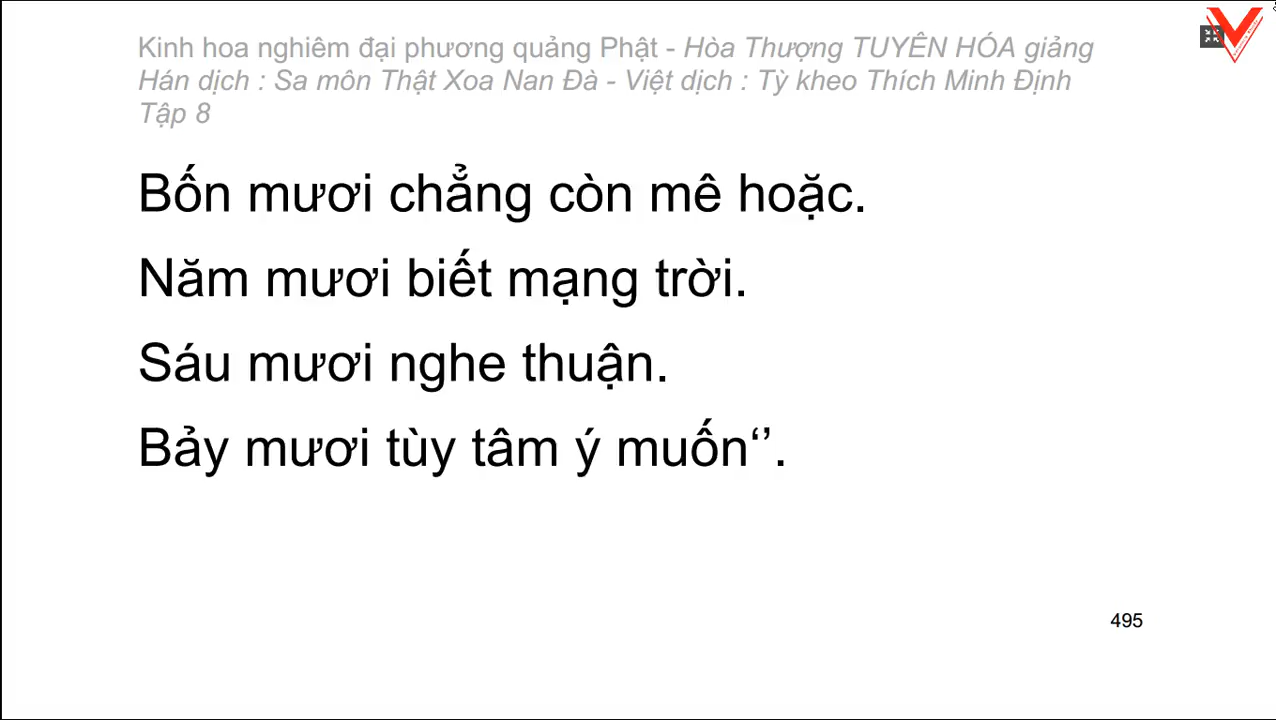 Kinh hoa nghiêm đại phương quảng Phật - Hòa Thượng TUYÊN HÓA giảng
Hán dịch : Sa môn Thật Xoa Nan Đà - Việt dịch : Tỳ kheo Thích Minh Định
Tập 8
Bốn mươi chẳng còn mê hoặc.
Năm mươi biết mạng trời.
Sáu mươi nghe thuận.
Bảy mươi tùy tâm ý muốn‘’.
495